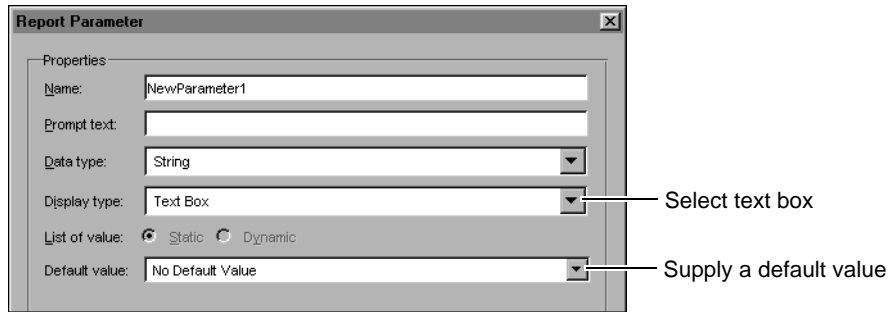 Report Parameter
Properties
Name: NewParameter1
Prompt text:
Data type: String
Display type: Text Box
Select text box
List of value: Static Dynamic
Default value: No Default Value
Supply a default value